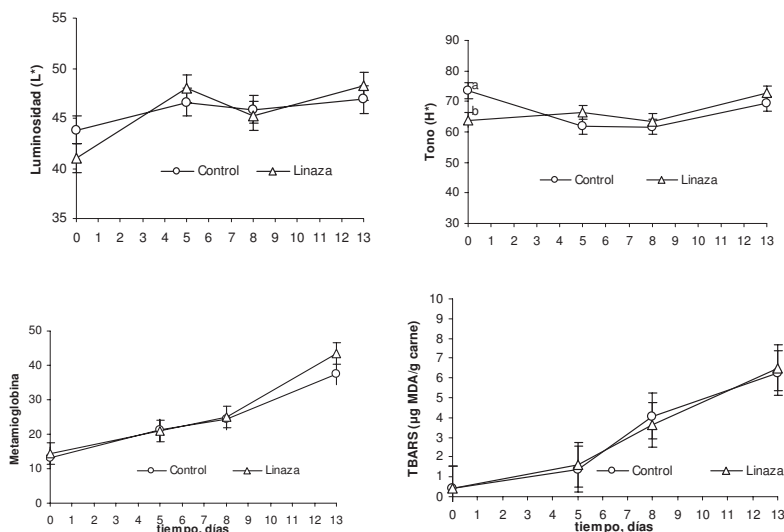 55
50
45
40
35
Luminosidad (L*)
Control Linaza
0 1 2 3 4 5 6 7 8 9 10 11 12 13
90
80
70
60
50
40
30
Tono (H*)
a
b
Control Linaza
0 1 2 3 4 5 6 7 8 9 10 11 12 13
50
40
30
20
10
0
Metamioglobina
Control Linaza
0 1 2 3 4 5 6 7 8 9 10 11 12 13
tiempo, días
10
9
8
7
6
5
4
3
2
1
0
TBARS (µg MDA/g carne)
Control Linaza
0 1 2 3 4 5 6 7 8 9 10 11 12 13
tiempo, días